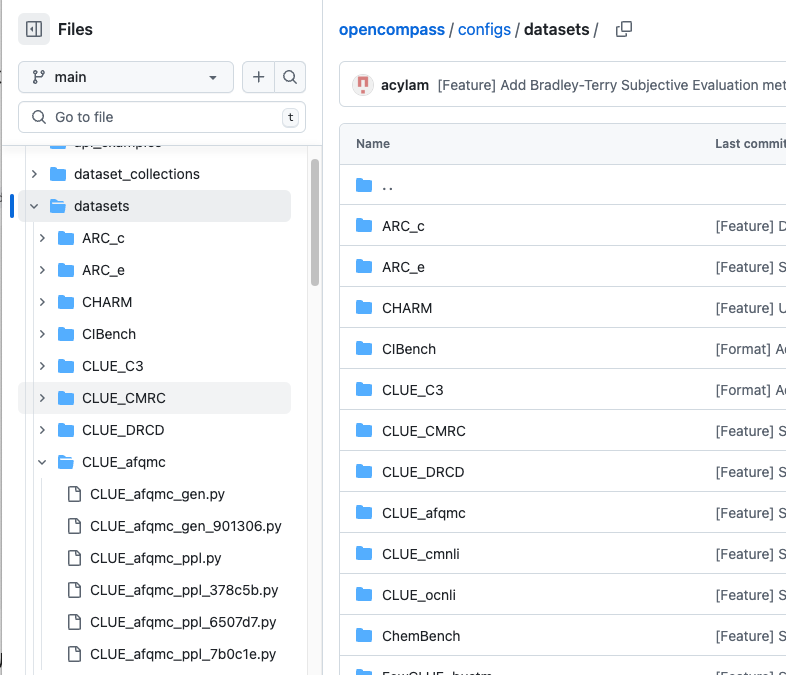 Files
main
Go to file
t
dataset_collections
datasets
ARC_c
ARC_e
CHARM
CIBench
CLUE_C3
CLUE_CMRC
CLUE_DRCD
CLUE_afqmc
CLUE_afqmc_gen.py
CLUE_afqmc_gen_901306.py
CLUE_afqmc_ppl.py
CLUE_afqmc_ppl_378c5b.py
CLUE_afqmc_ppl_6507d7.py
CLUE_afqmc_ppl_7b0c1e.py
opencompass / configs / datasets /
acylam [Feature] Add Bradley-Terry Subjective Evaluation met
Name Last commit
..
ARC_c [Feature] D
ARC_e [Feature] S
CHARM [Feature] U
CIBench [Format] Ad
CLUE_C3 [Format] Ad
CLUE_CMRC [Feature] S
CLUE_DRCD [Feature] S
CLUE_afqmc [Feature] S
CLUE_cmnli [Feature] S
CLUE_ocnli [Feature] S
ChemBench [Feature] S